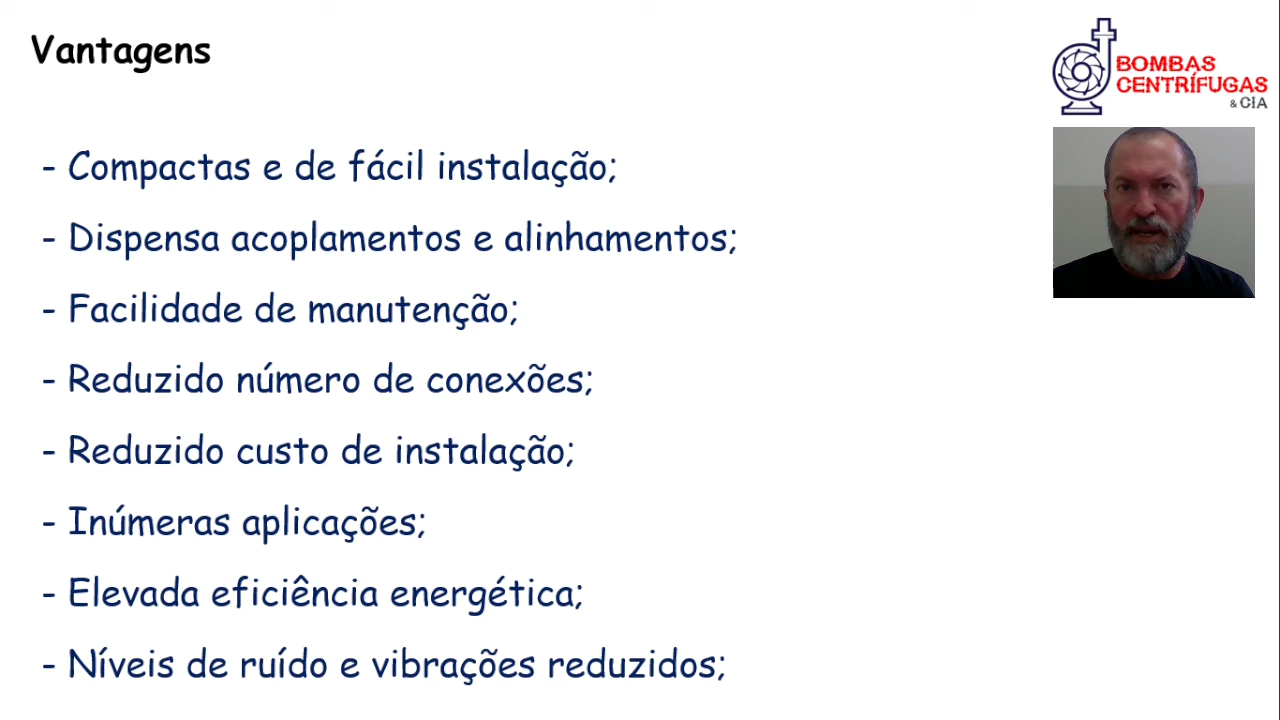 Vantagens
BOMBAS
CENTRÍFUGAS
& CIA
- Compactas e de fácil instalação;
- Dispensa acoplamentos e alinhamentos;
- Facilidade de manutenção;
- Reduzido número de conexões;
- Reduzido custo de instalação;
- Inúmeras aplicações;
- Elevada eficiência energética;
- Níveis de ruído e vibrações reduzidos;